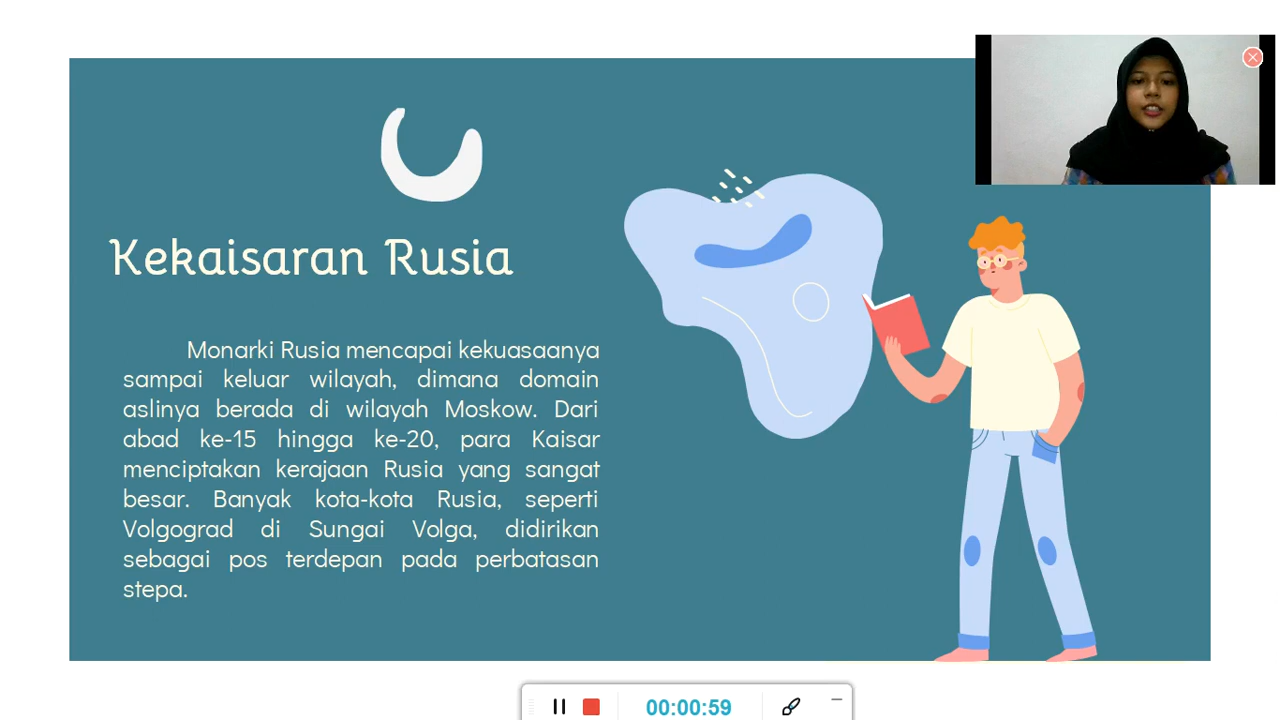 Kekaisaran Rusia
Monarki Rusia mencapai kekuasaanya
sampai keluar wilayah, dimana domain
aslinya berada di wilayah Moskow. Dari
abad ke-15 hingga ke-20, para Kaisar
menciptakan kerajaan Rusia yang sangat
besar. Banyak kota-kota Rusia, seperti
Volgograd di Sungai Volga, didirikan
sebagai pos terdepan pada perbatasan
stepa.
00:00:59